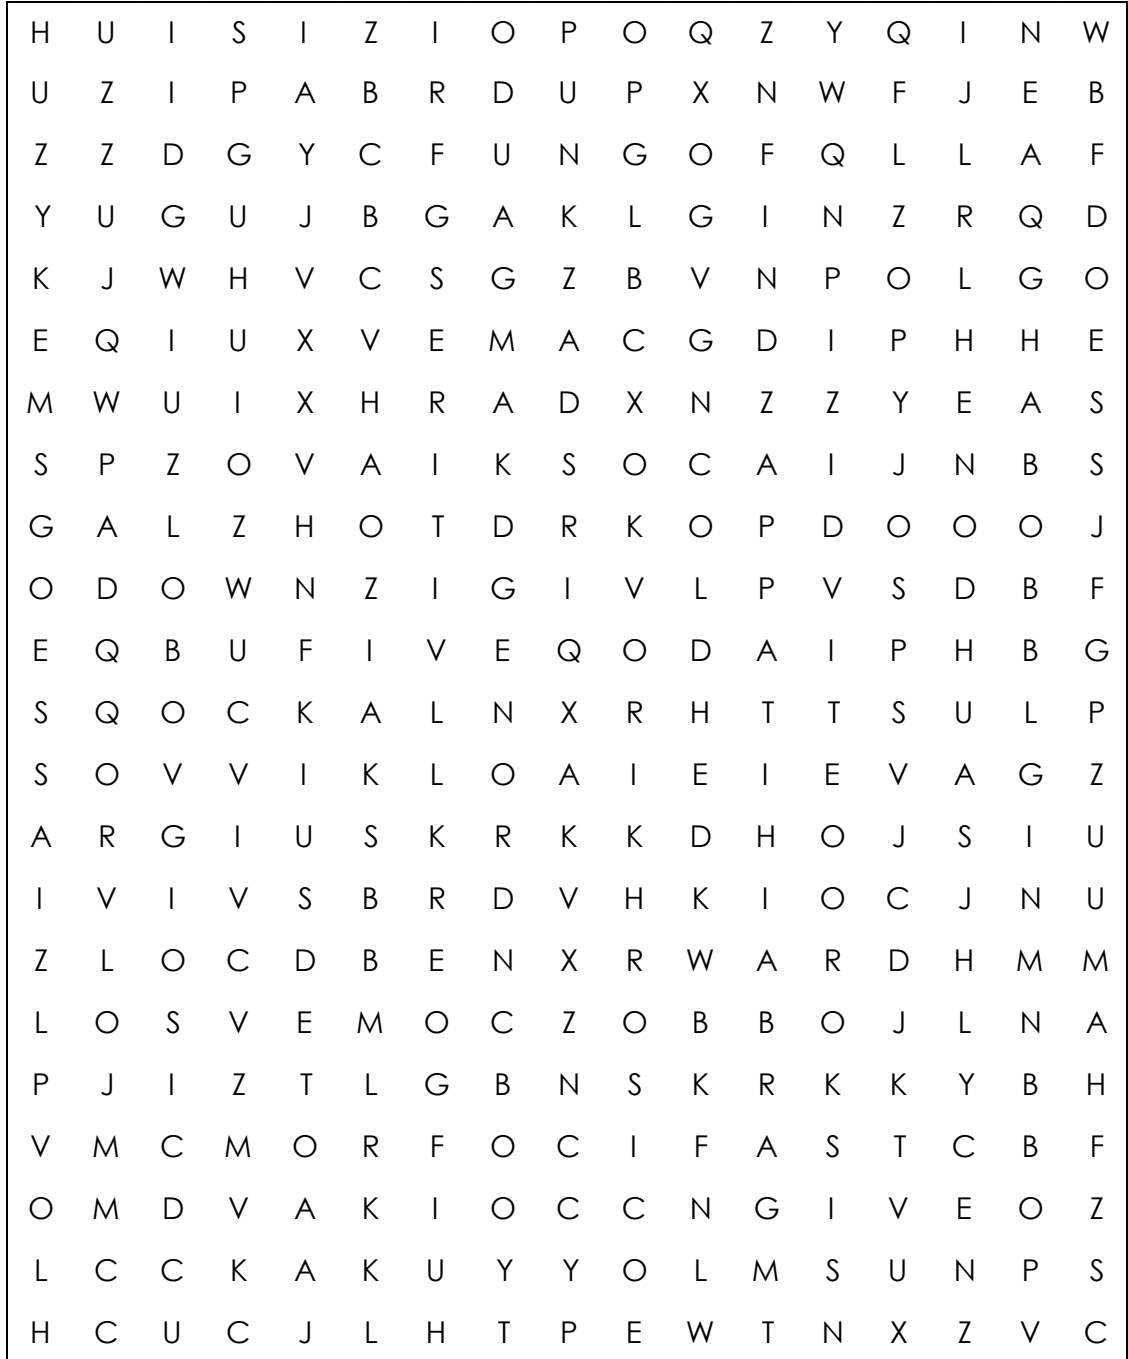 H U I S I Z I O P O Q Z Y Q I N W
U Z I P A B R D U P X N W F J E B
Z Z D G Y C F U N G O F Q L L A F
Y U G U J B G A K L G I N Z R Q D
K J W H V C S G Z B V N P O L G O
E Q I U X V E M A C G D I P H H E
M W U I X H R A D X N Z Z Y E A S
S P Z O V A I K S O C A I J N B S
G A L Z H O T D R K O P D O O O J
O D O W N Z I G I V L P V S D B F
E Q B U F I V E Q O D A I P H B G
S Q O C K A L N X R H T T S U L P
S O V V I K L O A I E I E V A G Z
A R G I U S K R K K D H O J S I U
I V I V S B R D V H K I O C J N U
Z L O C D B E N X R W A R D H M M
L O S V E M O C Z O B B O J L N A
P J I Z T L G B N S K R K K Y B H
V M C M O R F O C I F A S T C B F
O M D V A K I O C C N G I V E O Z
L C C K A K U Y Y O L M S U N P S
H C U C J L H T P E W T N X Z V C